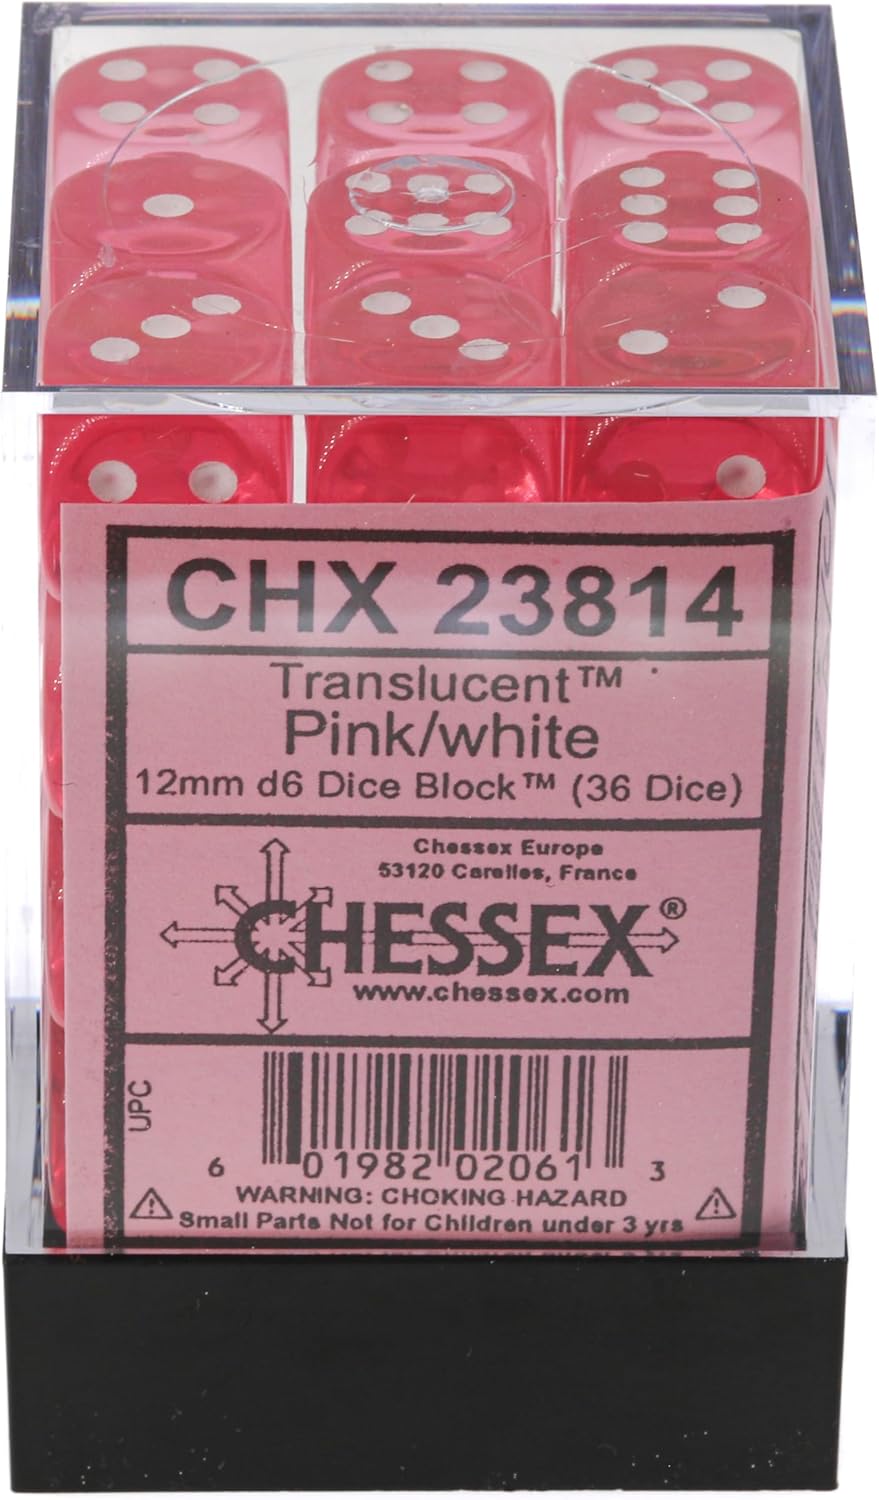 CHX 23814
Translucent™
Pink/white
12mm d6 Dice Block™ (36 Dice)
Chessex Europe
53120 Carelles, France
CHESSEX®
www.chessex.com
UPC
6 01982 02061 3
WARNING: CHOKING HAZARD
Small Parts Not for Children under 3 yrs